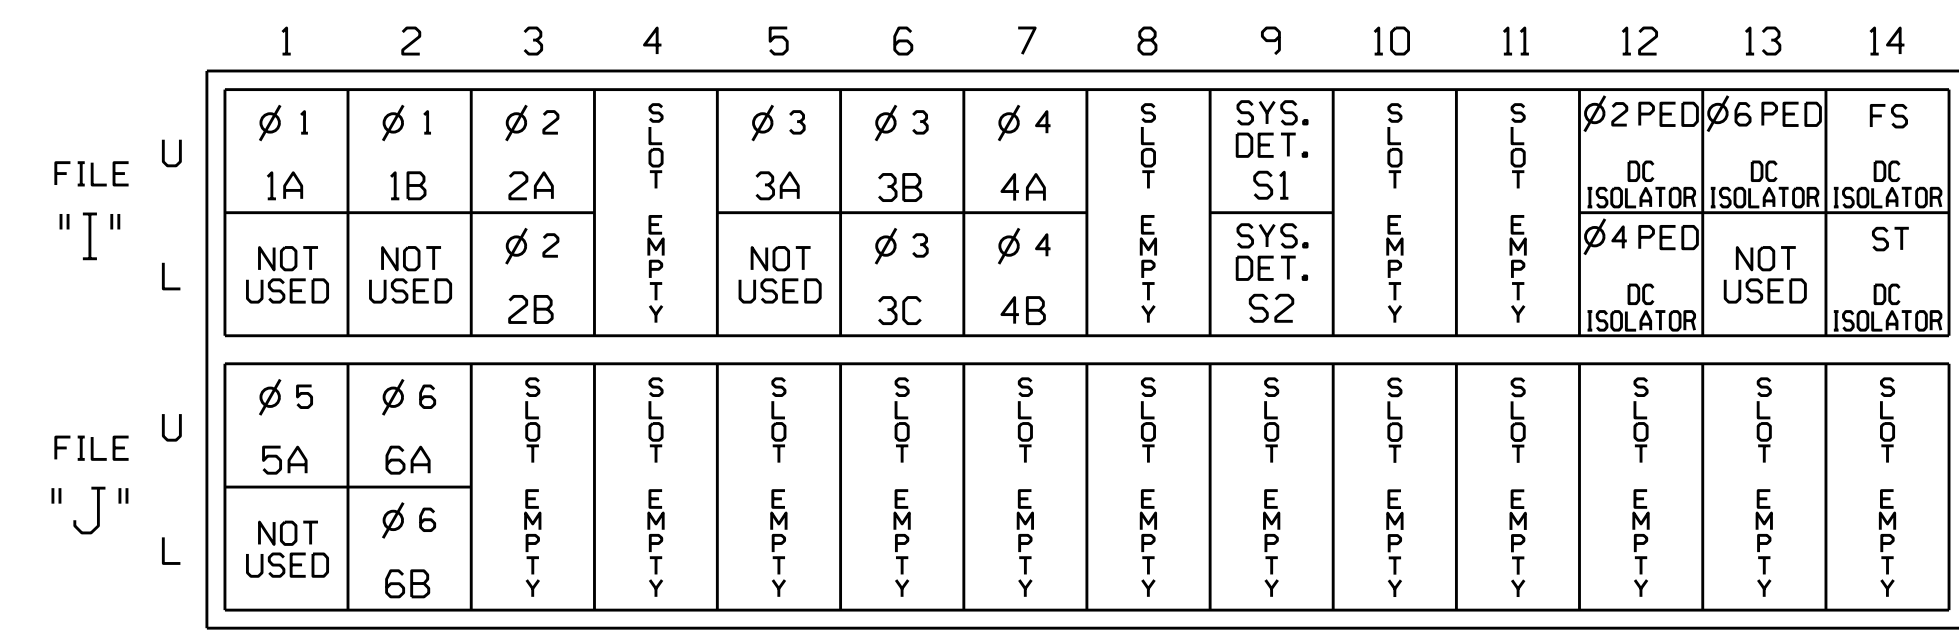 1 2 3 4 5 6 7 8 9 10 11 12 13 14
FILE "I"
U
Ø 1 1A
Ø 1 1B
Ø 2 2A
SLOT EMPTY
Ø 3 3A
Ø 3 3B
Ø 4 4A
SLOT EMPTY
SYS. DET. S1
SLOT EMPTY
SLOT EMPTY
Ø2 PED DC ISOLATOR
Ø6 PED DC ISOLATOR
FS DC ISOLATOR
L
NOT USED
NOT USED
Ø 2 2B
NOT USED
Ø 3 3C
Ø 4 4B
SYS. DET. S2
Ø4 PED DC ISOLATOR
NOT USED
ST DC ISOLATOR
FILE "J"
U
Ø 5 5A
Ø 6 6A
SLOT EMPTY
SLOT EMPTY
SLOT EMPTY
SLOT EMPTY
SLOT EMPTY
SLOT EMPTY
SLOT EMPTY
SLOT EMPTY
SLOT EMPTY
SLOT EMPTY
SLOT EMPTY
SLOT EMPTY
L
NOT USED
Ø 6 6B